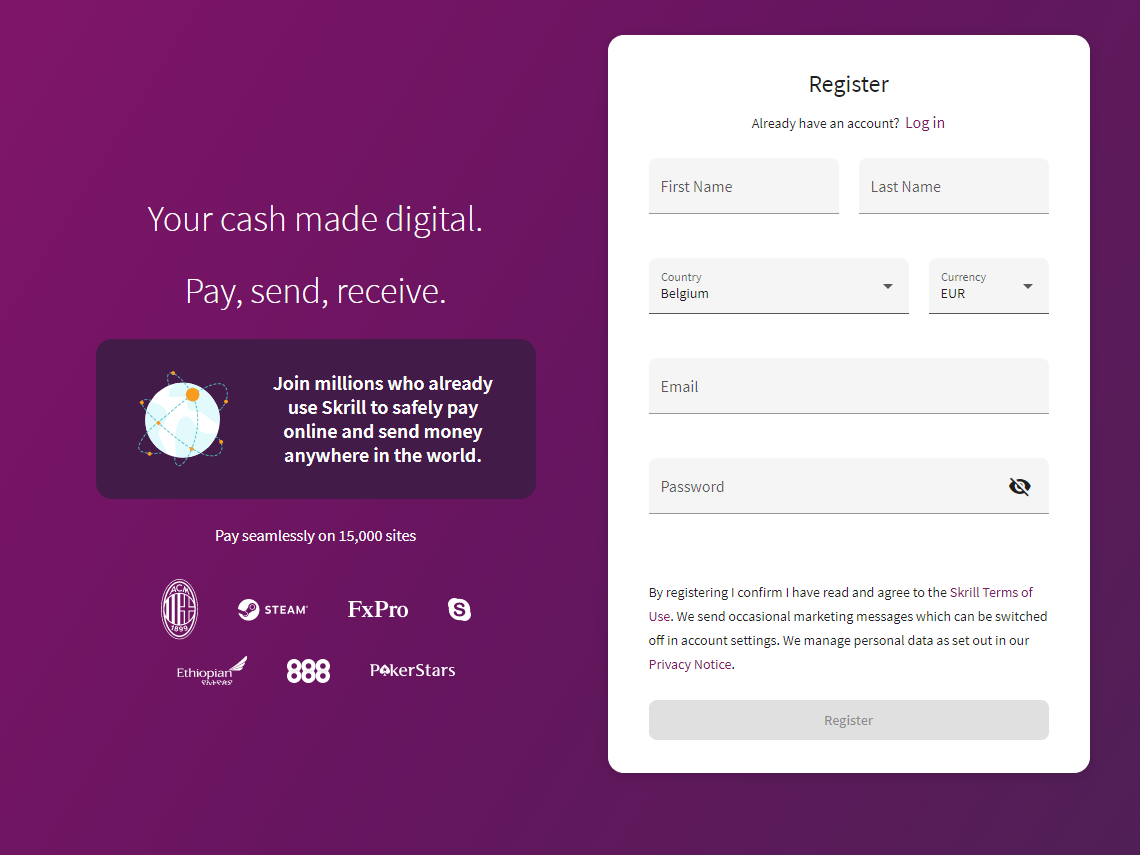 Your cash made digital.
Pay, send, receive.
Join millions who already
use Skrill to safely pay
online and send money
anywhere in the world.
Pay seamlessly on 15,000 sites
ACM
1899
STEAM
FxPro
S
Ethiopian
888
PokerStars
Register
Already have an account? Log in
First Name
Last Name
Country
Belgium
Currency
EUR
Email
Password
By registering I confirm I have read and agree to the Skrill Terms of
Use. We send occasional marketing messages which can be switched
off in account settings. We manage personal data as set out in our
Privacy Notice.
Register